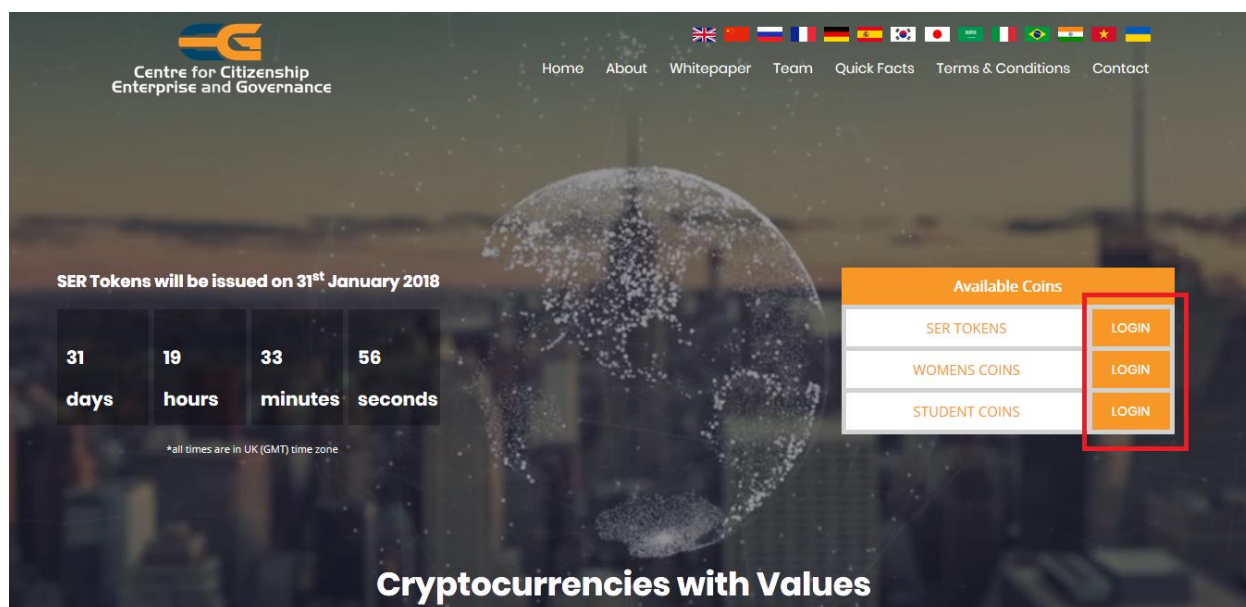 Centre for Citizenship
Enterprise and Governance
Home About Whitepaper Team Quick Facts Terms & Conditions Contact
SER Tokens will be issued on 31st January 2018
31 19 33 56
days hours minutes seconds
*all times are in UK (GMT) time zone
Available Coins
SER TOKENS LOGIN
WOMENS COINS LOGIN
STUDENT COINS LOGIN
Cryptocurrencies with Values